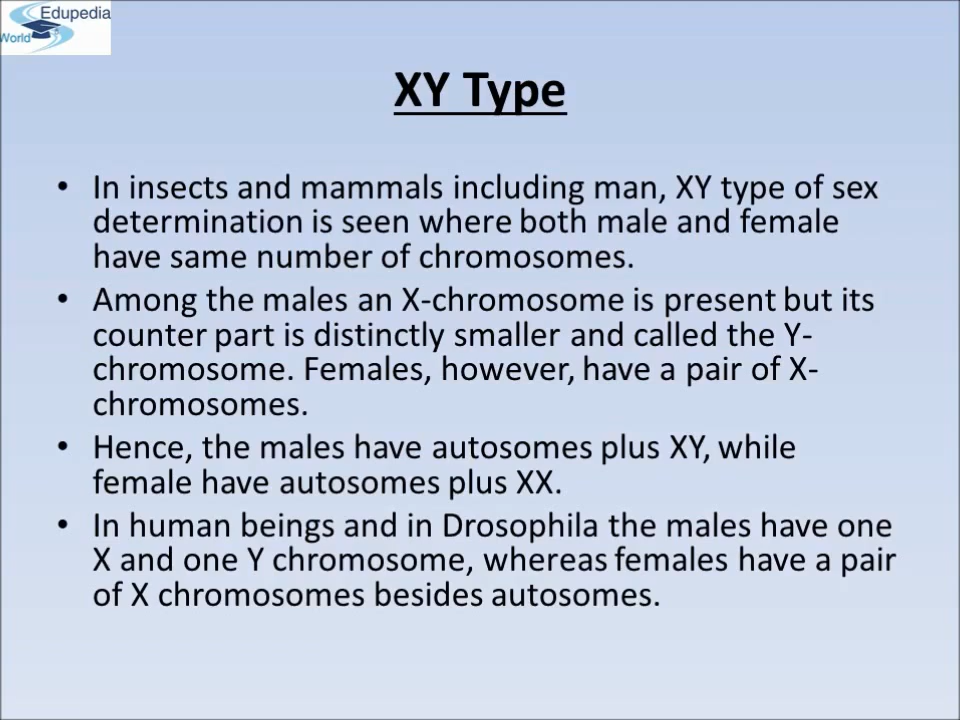 Edupedia
World
XY Type
• In insects and mammals including man, XY type of sex
determination is seen where both male and female
have same number of chromosomes.
• Among the males an X-chromosome is present but its
counter part is distinctly smaller and called the Y-
chromosome. Females, however, have a pair of X-
chromosomes.
• Hence, the males have autosomes plus XY, while
female have autosomes plus XX.
• In human beings and in Drosophila the males have one
X and one Y chromosome, whereas females have a pair
of X chromosomes besides autosomes.